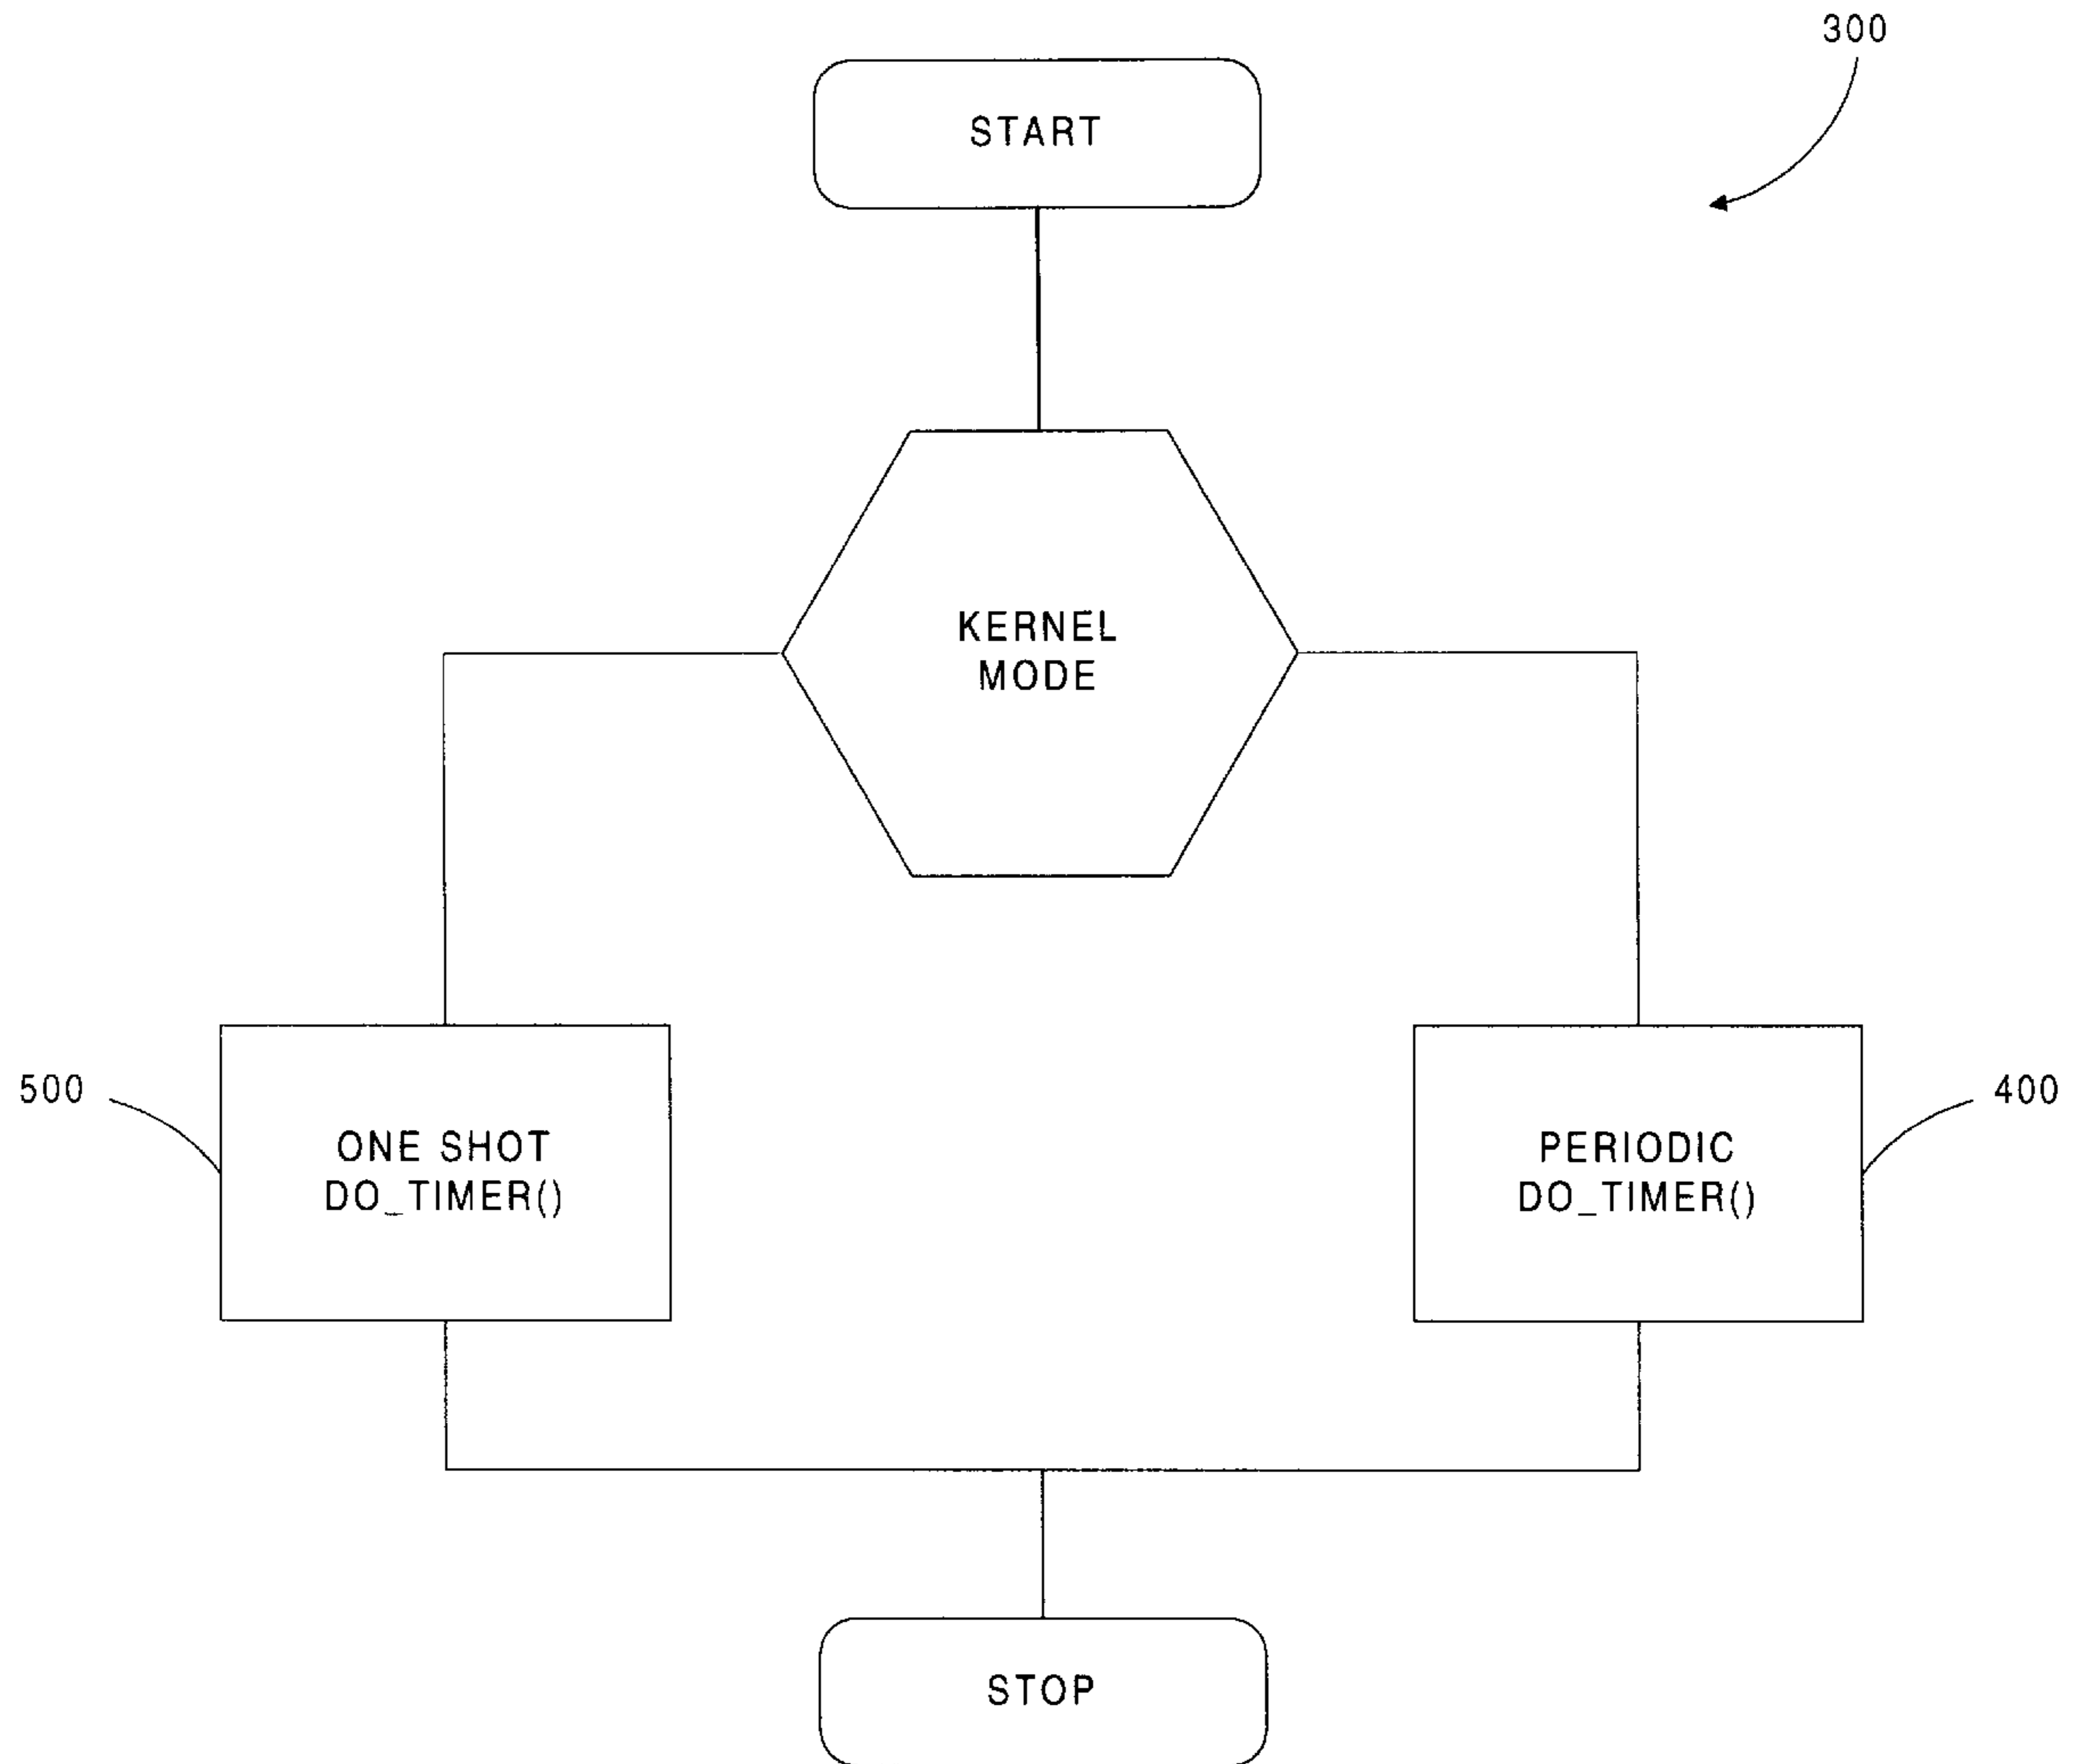 300
START
KERNEL
MODE
500
ONE SHOT
DO_TIMER()
PERIODIC
DO_TIMER()
400
STOP